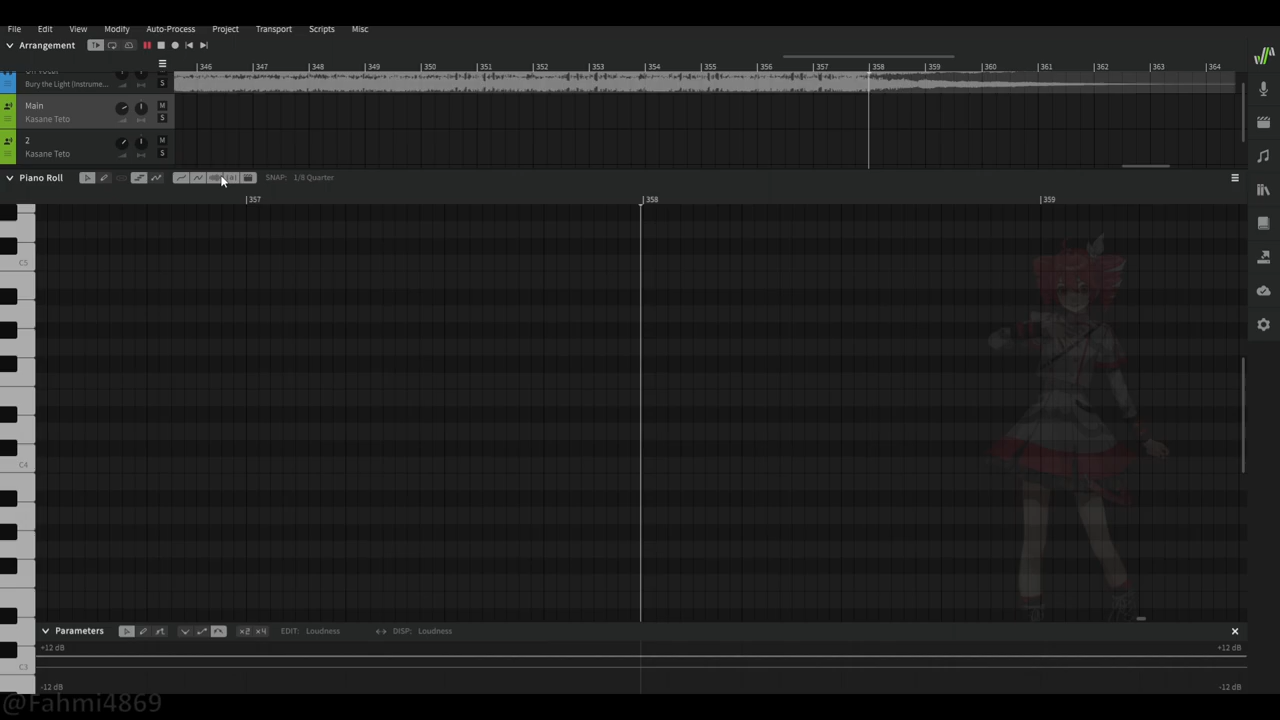 File Edit View Modify Auto-Process Project Transport Scripts Misc
Arrangement
346 347 348 349 350 351 352 353 354 355 356 357 358 359 360 361 362 363 364
Bury the Light (Instrume...
Main M
Kasane Teto S
2 M
Kasane Teto S
Piano Roll SNAP: 1/8 Quarter
357 358 359
C5
C4
Parameters x2 x4 EDIT: Loudness DISP: Loudness
+12 dB +12 dB
C3
-12 dB -12 dB
@Fahmi4869